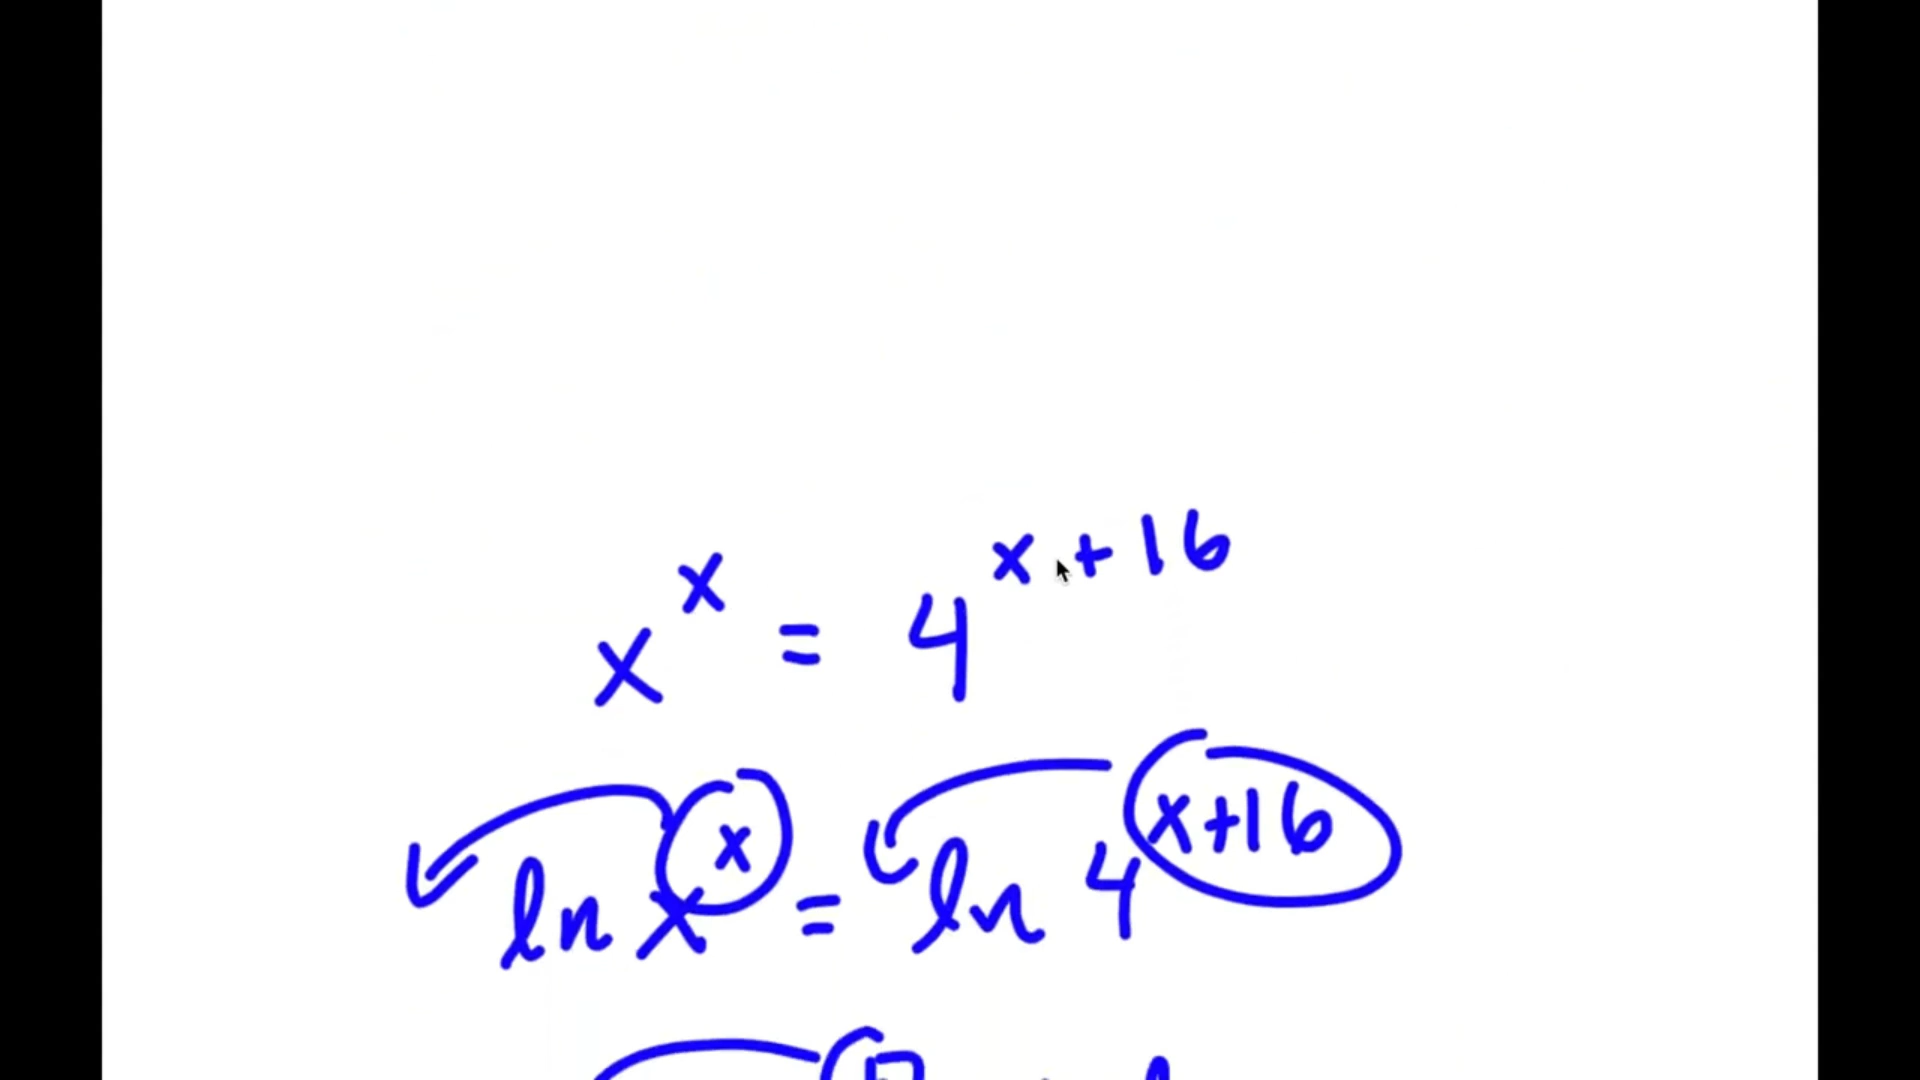 x^x = 4^x+16
ln x^x = ln 4^x+16